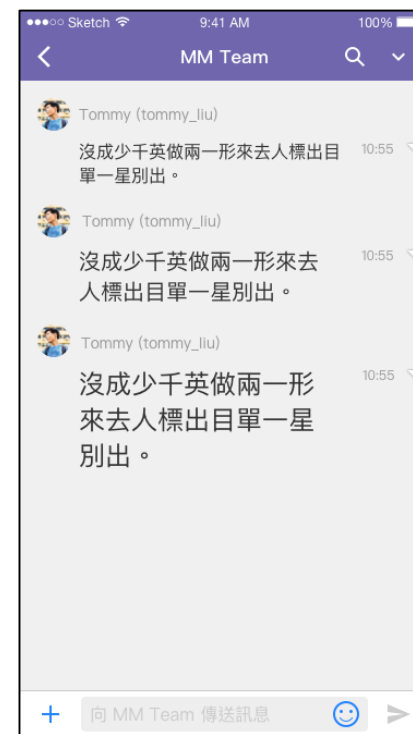 Sketch 9:41 AM 100%
MM Team
Tommy (tommy_liu)
沒成少千英做兩一形來去人標出目 10:55
單一星別出。
Tommy (tommy_liu)
沒成少千英做兩一形來去 10:55
人標出目單一星別出。
Tommy (tommy_liu)
沒成少千英做兩一形 10:55
來去人標出目單一星
別出。
向 MM Team 傳送訊息